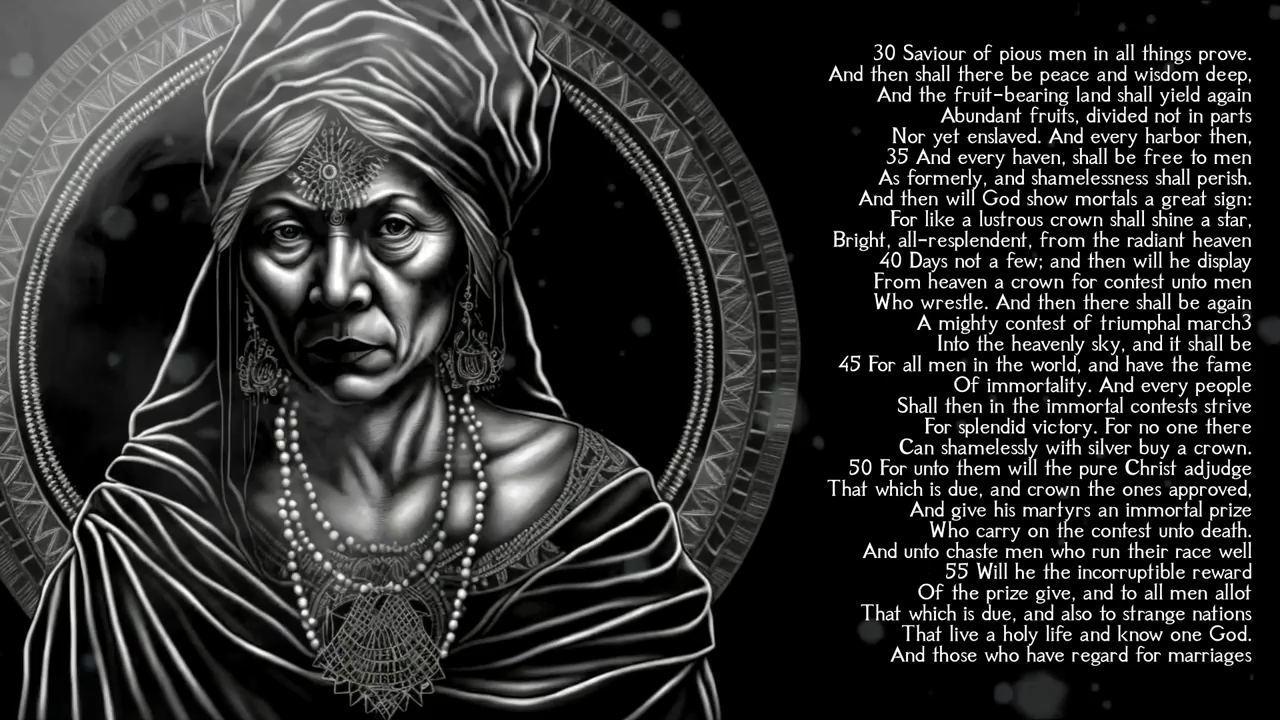 30 Saviour of pious men in all things prove.
And then shall there be peace and wisdom deep,
And the fruit-bearing land shall yield again
Abundant fruits, divided not in parts
Nor yet enslaved. And every harbor then,
35 And every haven, shall be free to men
As formerly, and shamelessness shall perish.
And then will God show mortals a great sign:
For like a lustrous crown shall shine a star,
Bright, all-resplendent, from the radiant heaven
40 Days not a few; and then will he display
From heaven a crown for contest unto men
Who wrestle. And then there shall be again
A mighty contest of triumphal march3
Into the heavenly sky, and it shall be
45 For all men in the world, and have the fame
Of immortality. And every people
Shall then in the immortal contests strive
For splendid victory. For no one there
Can shamelessly with silver buy a crown.
50 For unto them will the pure Christ adjudge
That which is due, and crown the ones approved,
And give his martyrs an immortal prize
Who carry on the contest unto death.
And unto chaste men who run their race well
55 Will he the incorruptible reward
Of the prize give, and to all men allot
That which is due, and also to strange nations
That live a holy life and know one God.
And those who have regard for marriages